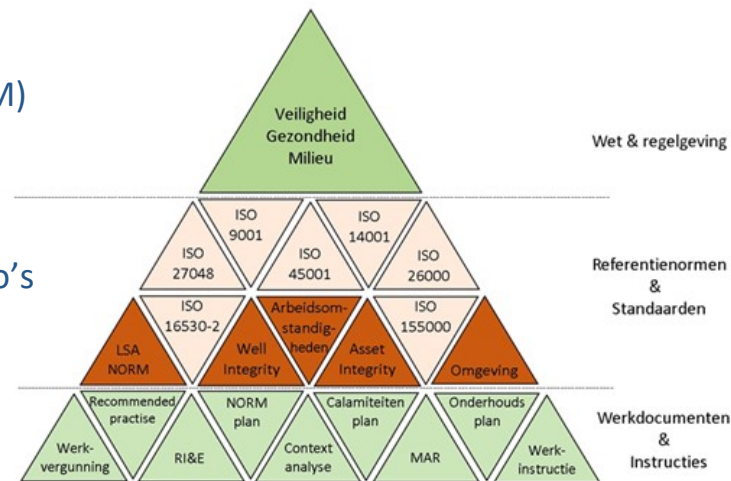 M)
o's
Veiligheid
Gezondheid
Milieu
Wet & regelgeving
ISO
27048
ISO
9001
ISO
45001
ISO
14001
ISO
26000
Referentienormen
&
Standaarden
LSA
NORM
ISO
16530-2
Well
Integrity
Arbeidsom-
standig-
heden
Asset
Integrity
ISO
155000
Omgeving
Werk-
vergunning
Recommended
practise
RI&E
NORM
plan
Context
analyse
Calamiteiten
plan
MAR
Onderhouds
plan
Werk-
instructie
Werkdocumenten
&
Instructies